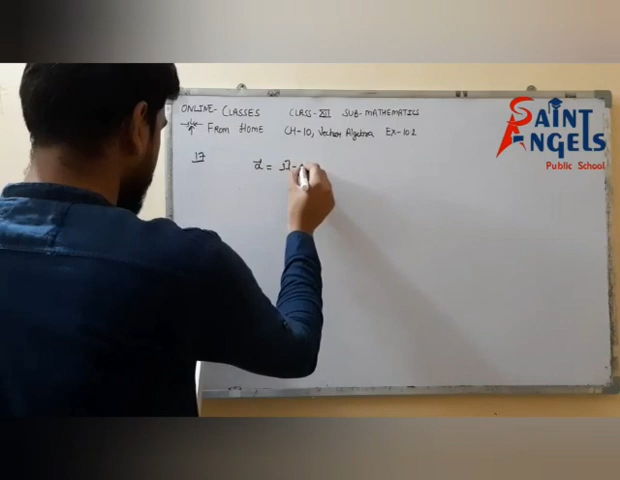 ONLINE- CLASSES CLASS- XII SUB- MATHEMATICS
From HOME CH-10, Vector Algebra EX-10.2
17
a⃗ =
SAINT
ANGELS
Public School